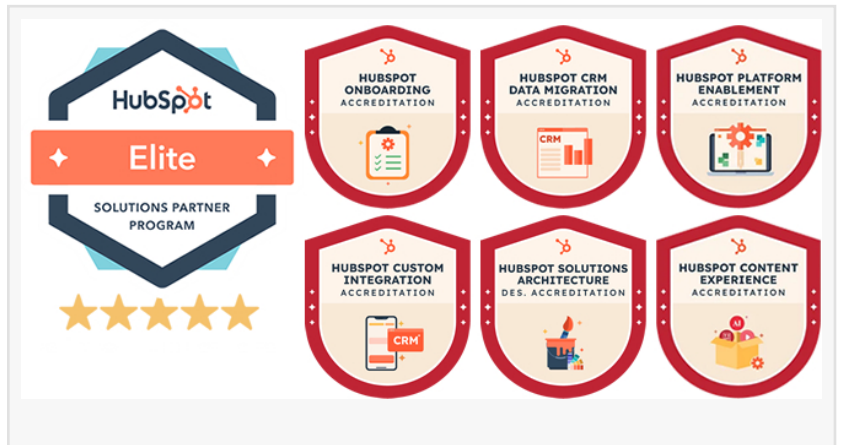 HubSpot
Elite
SOLUTIONS PARTNER
PROGRAM
HUBSPOT
ONBOARDING
ACCREDITATION
HUBSPOT CRM
DATA MIGRATION
ACCREDITATION
CRM
HUBSPOT PLATFORM
ENABLEMENT
ACCREDITATION
HUBSPOT CUSTOM
INTEGRATION
ACCREDITATION
CRM
HUBSPOT SOLUTIONS
ARCHITECTURE
DES. ACCREDITATION
HUBSPOT CONTENT
EXPERIENCE
ACCREDITATION
AI